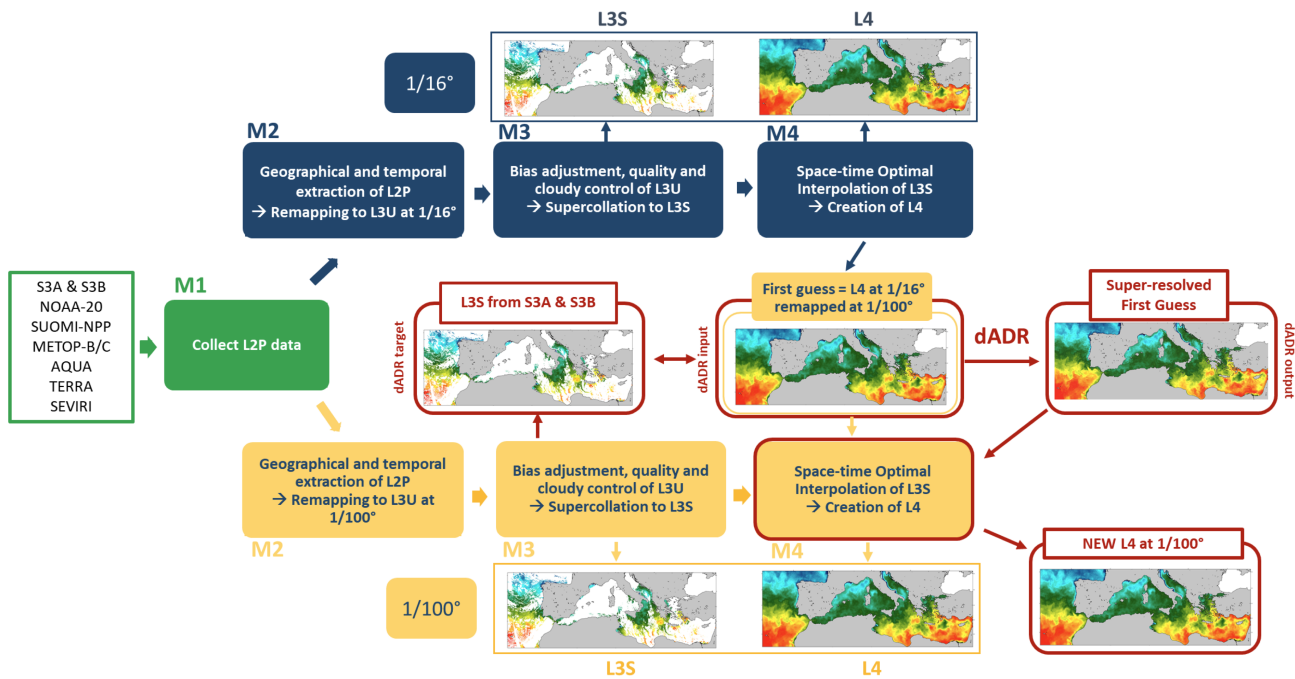 L3S
L4
1/16°
M2
M3
M4
Geographical and temporal
extraction of L2P
→ Remapping to L3U at 1/16°
Bias adjustment, quality and
cloudy control of L3U
→ Supercollation to L3S
Space-time Optimal
Interpolation of L3S
→ Creation of L4
S3A & S3B
NOAA-20
SUOMI-NPP
METOP-B/C
AQUA
TERRA
SEVIRI
M1
Collect L2P data
L3S from S3A & S3B
dADR target
First guess = L4 at 1/16°
remapped at 1/100°
dADR input
dADR
Super-resolved
First Guess
dADR output
Geographical and temporal
extraction of L2P
→ Remapping to L3U at
1/100°
Bias adjustment, quality and
cloudy control of L3U
→ Supercollation to L3S
Space-time Optimal
Interpolation of L3S
→ Creation of L4
M2
M3
M4
NEW L4 at 1/100°
1/100°
L3S
L4